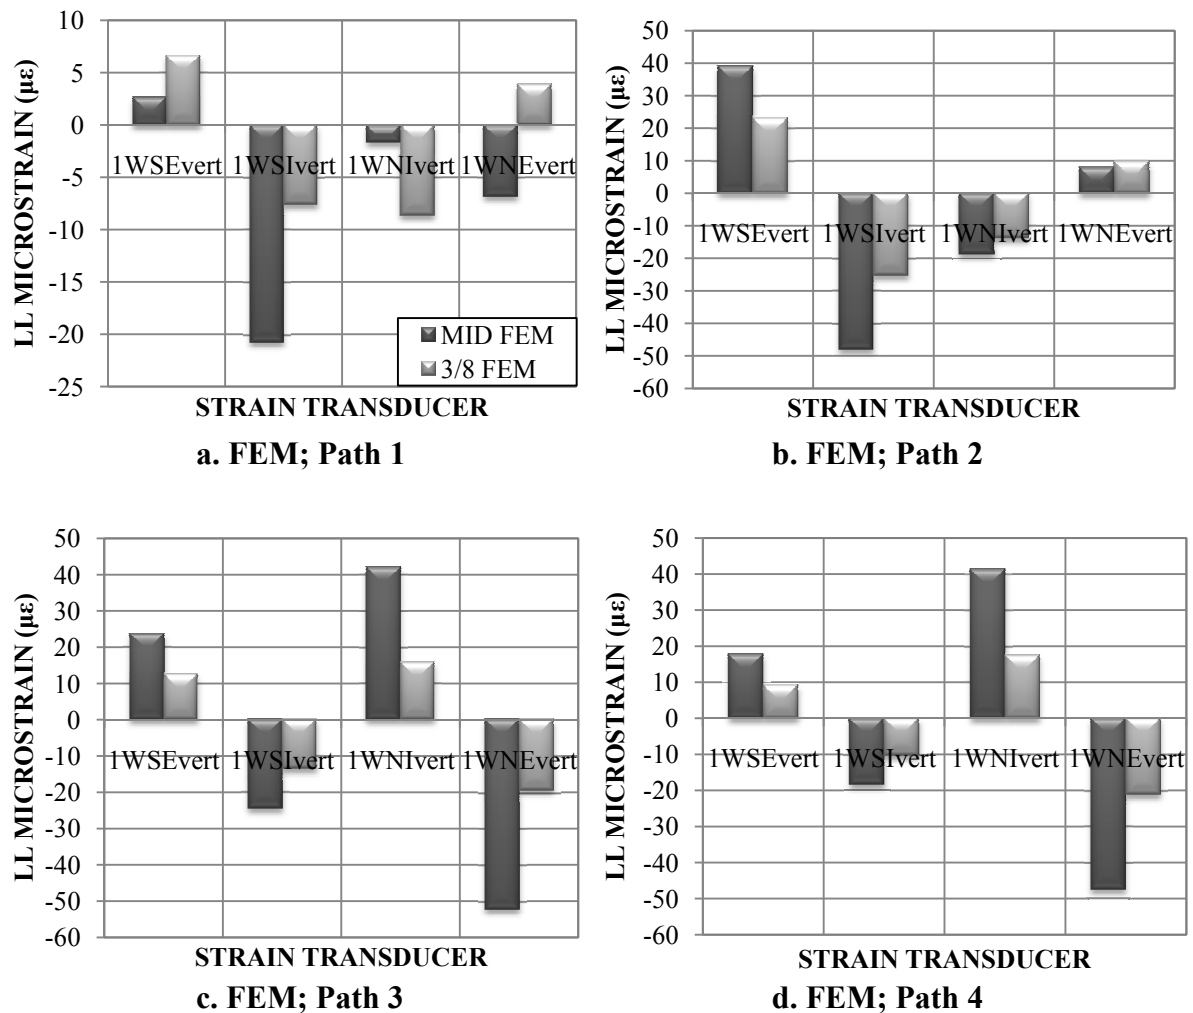 LL MICROSTRAIN (με)
10
5
0
-5
-10
-15
-20
-25
1WSEvert 1WSIvert 1WNIvert 1WNEvert
MID FEM
3/8 FEM
STRAIN TRANSDUCER
a. FEM; Path 1
LL MICROSTRAIN (με)
50
40
30
20
10
0
-10
-20
-30
-40
-50
-60
1WSEvert 1WSIvert 1WNIvert 1WNEvert
STRAIN TRANSDUCER
b. FEM; Path 2
LL MICROSTRAIN (με)
50
40
30
20
10
0
-10
-20
-30
-40
-50
-60
1WSEvert 1WSIvert 1WNIvert 1WNEvert
STRAIN TRANSDUCER
c. FEM; Path 3
LL MICROSTRAIN (με)
50
40
30
20
10
0
-10
-20
-30
-40
-50
-60
1WSEvert 1WSIvert 1WNIvert 1WNEvert
STRAIN TRANSDUCER
d. FEM; Path 4